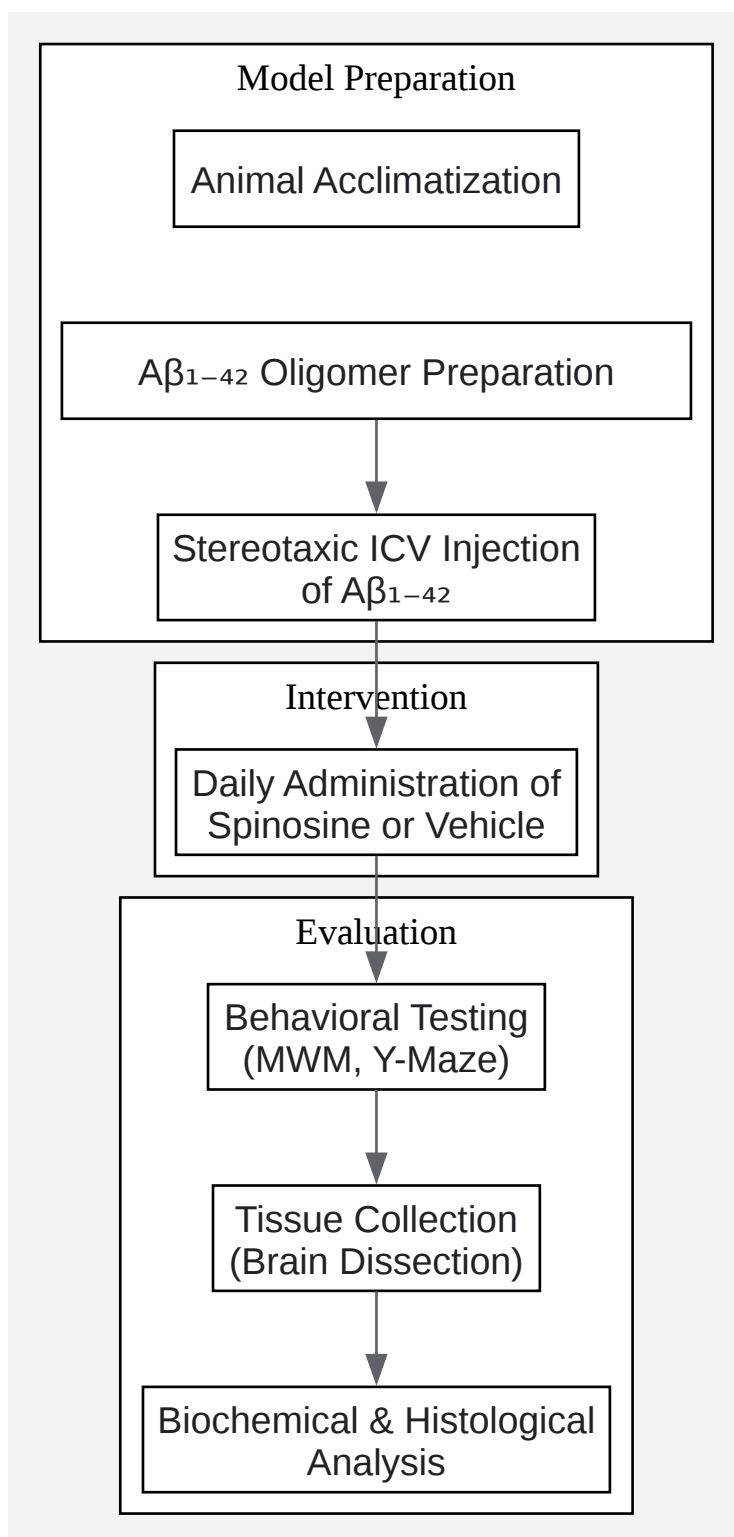 Model Preparation
Animal Acclimatization
Aβ₁₋₄₂ Oligomer Preparation
Stereotaxic ICV Injection
of Aβ₁₋₄₂
Intervention
Daily Administration of
Spinosine or Vehicle
Evaluation
Behavioral Testing
(MWM, Y-Maze)
Tissue Collection
(Brain Dissection)
Biochemical & Histological
Analysis